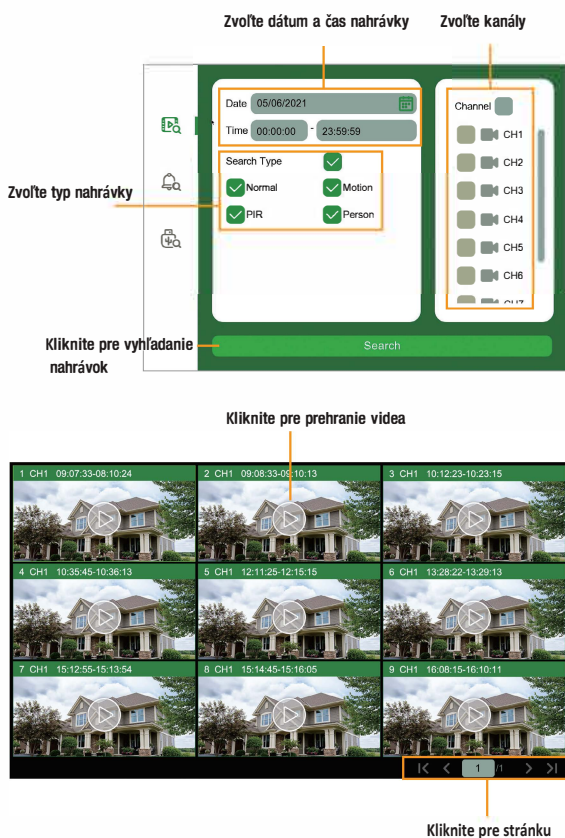 Zvoľte dátum a čas nahrávky
Zvoľte kanály
Date 05/06/2021
Time 00:00:00 - 23:59:59
Search Type
Normal
Motion
PIR
Person
Channel
CH1
CH2
CH3
CH4
CH5
CH6
Zvoľte typ nahrávky
Kliknite pre vyhľadanie
nahrávok
Search
Kliknite pre prehranie videa
1 CH1 09:07:33-08:10:24
2 CH1 09:08:33-09:10:13
3 CH1 10:12:23-10:23:15
4 CH1 10:35:45-10:36:13
5 CH1 12:11:25-12:15:15
6 CH1 13:28:22-13:29:13
7 CH1 15:12:55-15:13:54
8 CH1 15:14:45-15:16:05
9 CH1 16:08:15-16:10:11
1 /1
Kliknite pre stránku